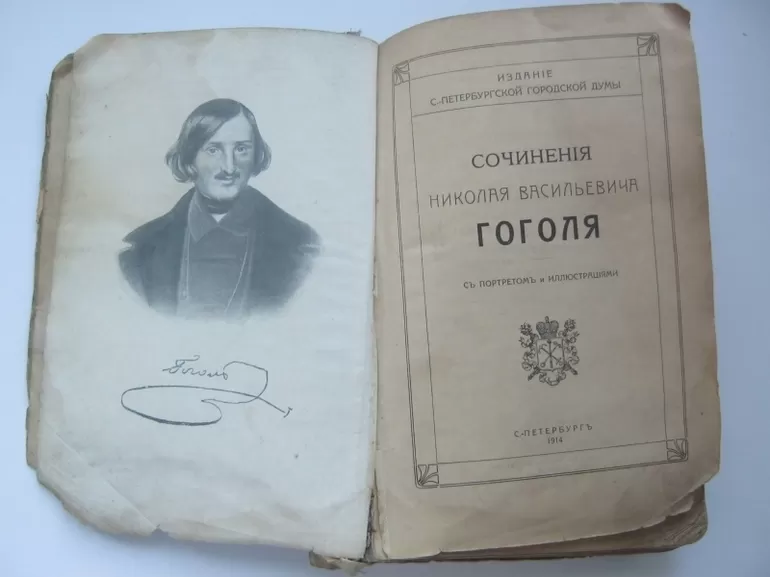 Гоголь
ИЗДАНІЕ
С.-ПЕТЕРБУРГСКОЙ ГОРОДСКОЙ ДУМЫ
СОЧИНЕНІЯ
НИКОЛАЯ ВАСИЛЬЕВИЧА
ГОГОЛЯ
СЪ ПОРТРЕТОМЪ и ИЛЛЮСТРАЦІЯМИ
С.-ПЕТЕРБУРГЪ
1914